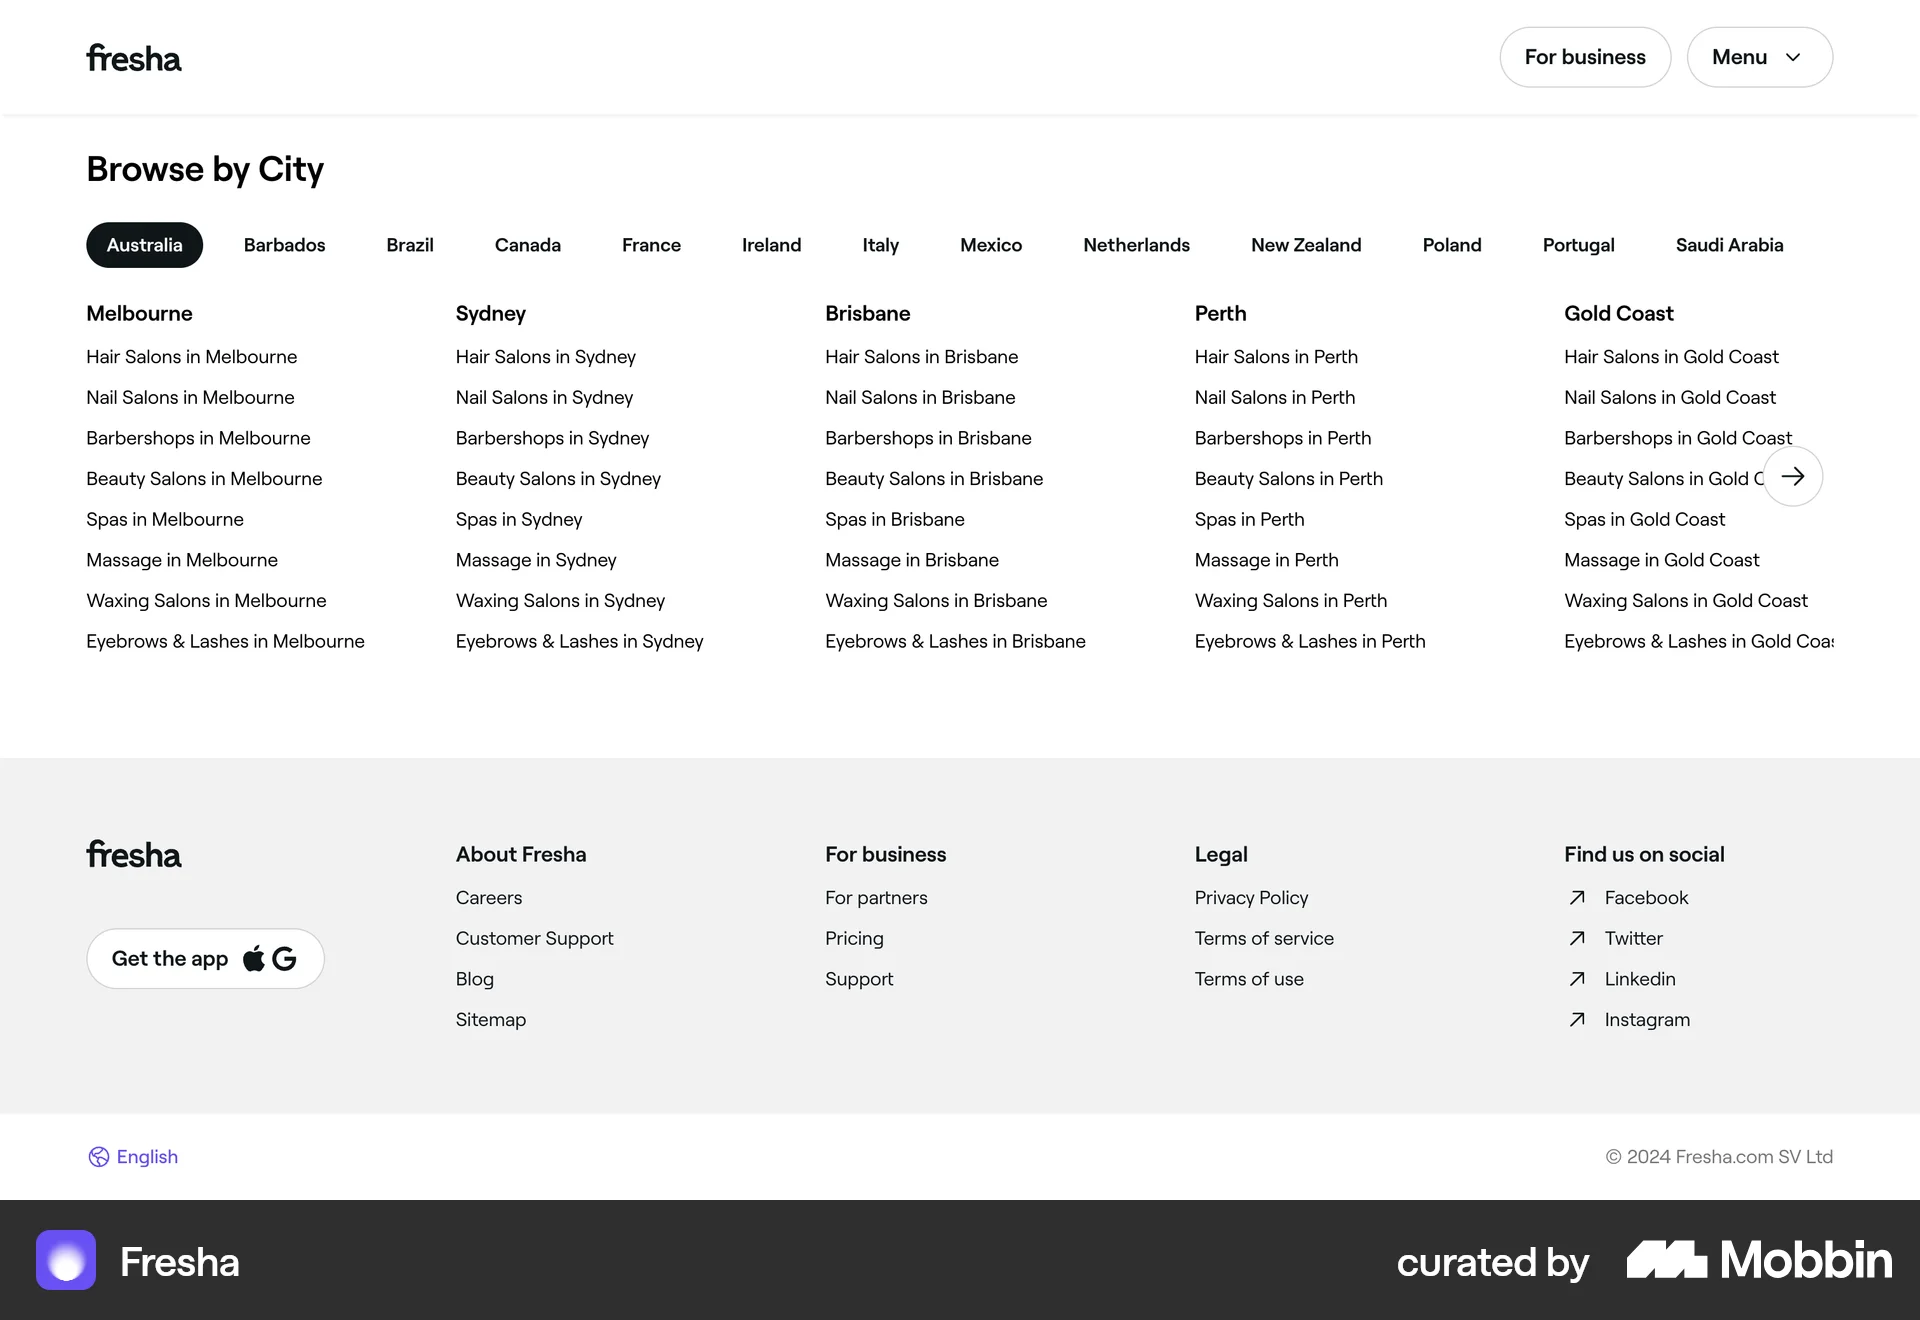 fresha
For business
Menu
Browse by City
Australia
Barbados
Brazil
Canada
France
Ireland
Italy
Mexico
Netherlands
New Zealand
Poland
Portugal
Saudi Arabia
Melbourne
Hair Salons in Melbourne
Nail Salons in Melbourne
Barbershops in Melbourne
Beauty Salons in Melbourne
Spas in Melbourne
Massage in Melbourne
Waxing Salons in Melbourne
Eyebrows & Lashes in Melbourne
Sydney
Hair Salons in Sydney
Nail Salons in Sydney
Barbershops in Sydney
Beauty Salons in Sydney
Spas in Sydney
Massage in Sydney
Waxing Salons in Sydney
Eyebrows & Lashes in Sydney
Brisbane
Hair Salons in Brisbane
Nail Salons in Brisbane
Barbershops in Brisbane
Beauty Salons in Brisbane
Spas in Brisbane
Massage in Brisbane
Waxing Salons in Brisbane
Eyebrows & Lashes in Brisbane
Perth
Hair Salons in Perth
Nail Salons in Perth
Barbershops in Perth
Beauty Salons in Perth
Spas in Perth
Massage in Perth
Waxing Salons in Perth
Eyebrows & Lashes in Perth
Gold Coast
Hair Salons in Gold Coast
Nail Salons in Gold Coast
Barbershops in Gold Coast
Beauty Salons in Gold
Spas in Gold Coast
Massage in Gold Coast
Waxing Salons in Gold Coast
Eyebrows & Lashes in Gold
fresha
Get the app
About Fresha
Careers
Customer Support
Blog
Sitemap
For business
For partners
Pricing
Support
Legal
Privacy Policy
Terms of service
Terms of use
Find us on social
Facebook
Twitter
Linkedin
Instagram
English
© 2024 Fresha.com SV Ltd
Fresha
curated by
Mobbin